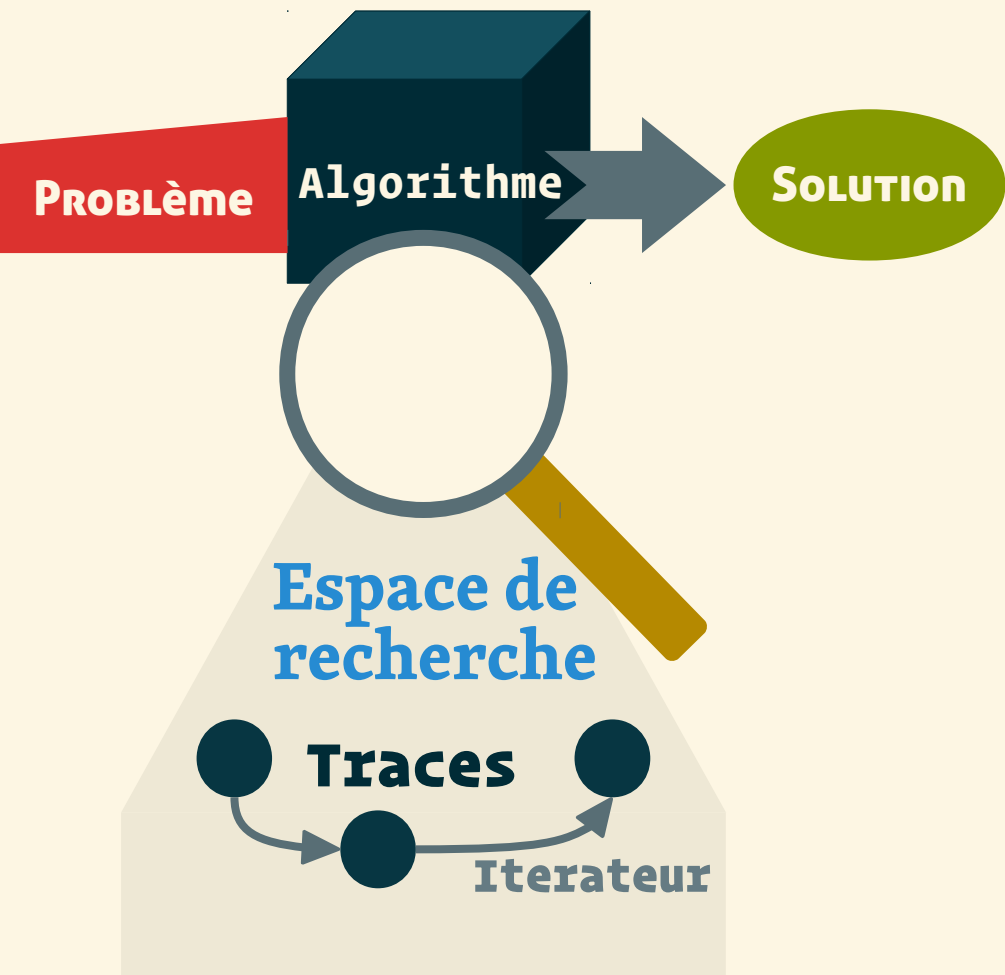 Problème
Algorithme
Solution
Espace de
recherche
Traces
Iterateur